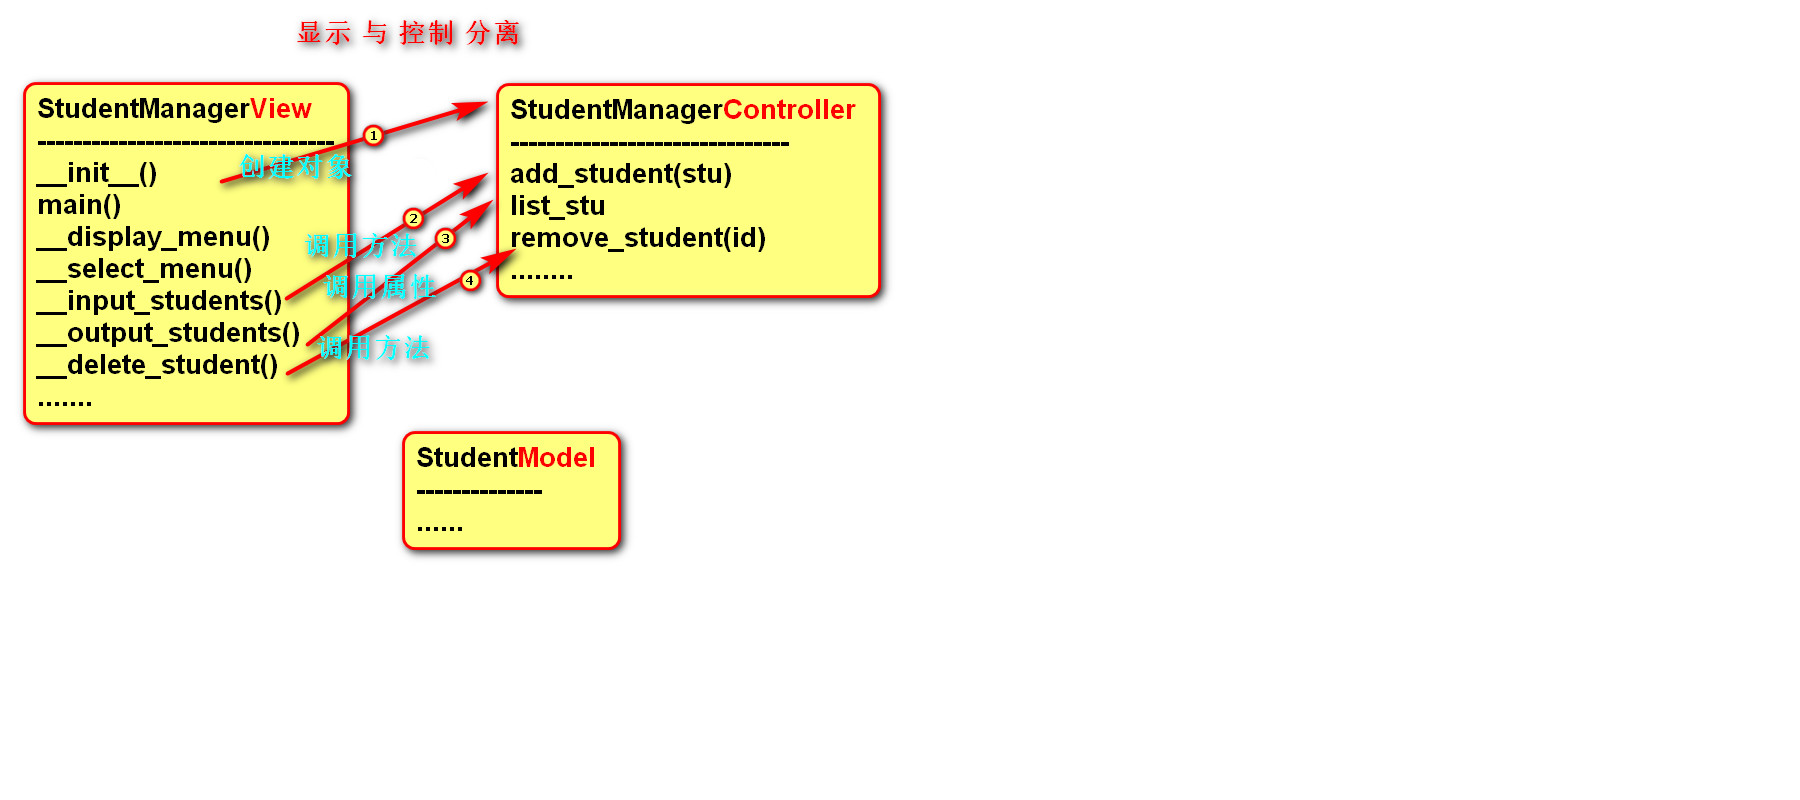 显示 与 控制 分离
StudentManagerView
---------------------------------
__init__()
main()
__display_menu()
__select_menu()
__input_students()
__output_students()
__delete_student()
.......
1
创建对象
2
调用方法
3
调用属性
4
调用方法
StudentManagerController
-------------------------------
add_student(stu)
list_stu
remove_student(id)
........
StudentModel
--------------
......